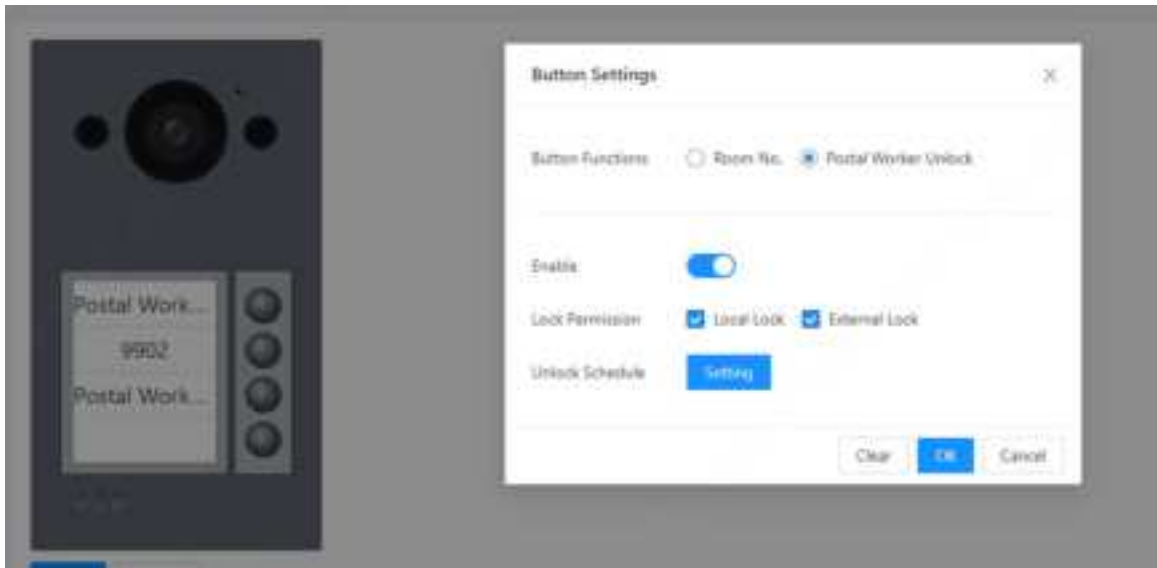 Postal Work...
9902
Postal Work...
Button Settings
Button Functions Room No. Postal Worker Unlock
Enable
Lock Permission Local Lock External Lock
Unlock Schedule Setting
Clear OK Cancel